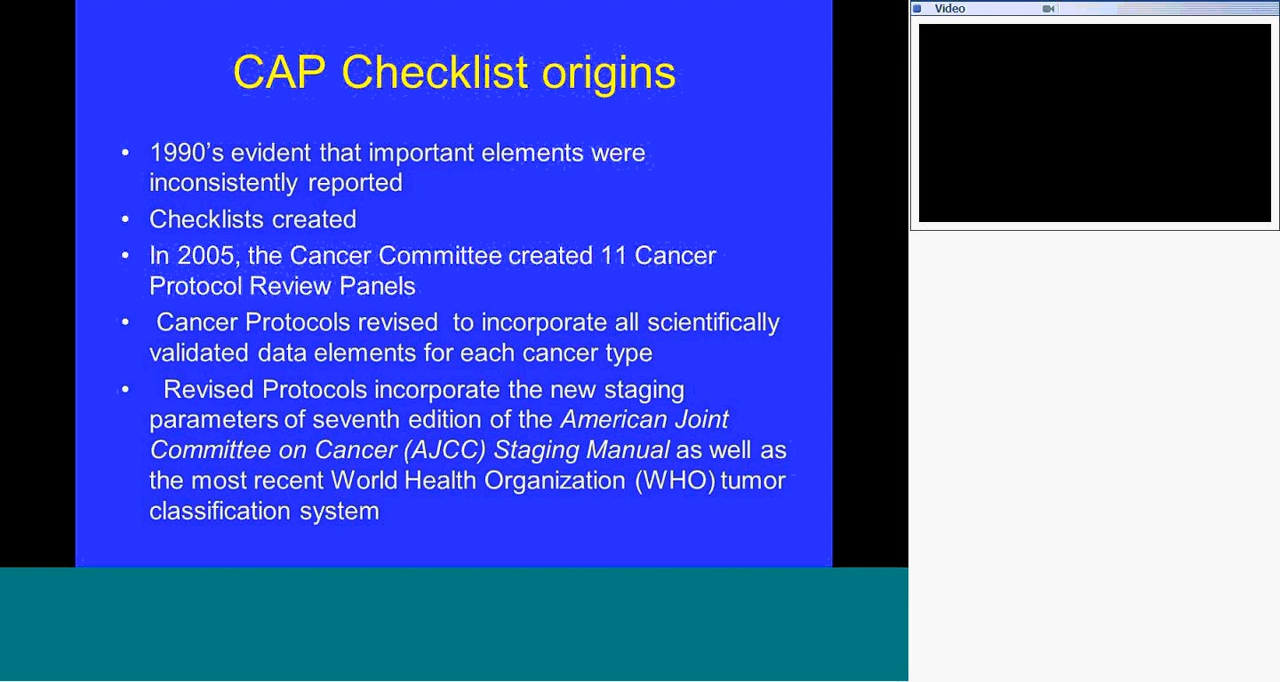 CAP Checklist origins
• 1990's evident that important elements were
inconsistently reported
• Checklists created
• In 2005, the Cancer Committee created 11 Cancer
Protocol Review Panels
• Cancer Protocols revised to incorporate all scientifically
validated data elements for each cancer type
• Revised Protocols incorporate the new staging
parameters of seventh edition of the American Joint
Committee on Cancer (AJCC) Staging Manual as well as
the most recent World Health Organization (WHO) tumor
classification system
Video